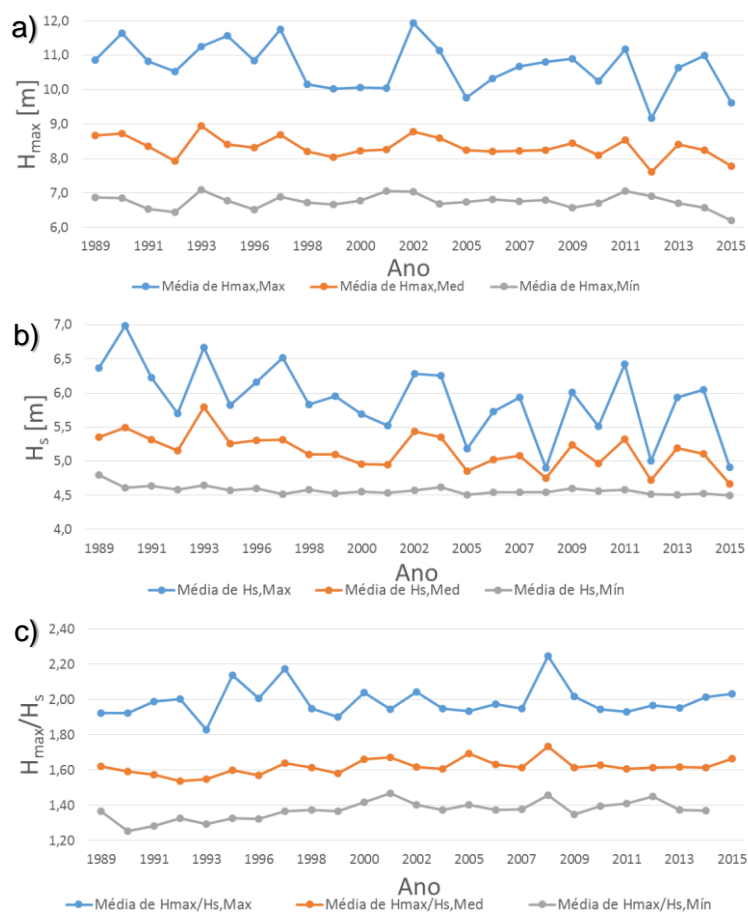 a)
H max [m]
12,0
11,0
10,0
9,0
8,0
7,0
6,0
1989 1991 1993 1996 1998 2000 2002 2005 2007 2009 2011 2013 2015
Ano
Média de Hmax,Max Média de Hmax,Med Média de Hmax,Mín
b)
H s [m]
7,0
6,5
6,0
5,5
5,0
4,5
4,0
1989 1991 1993 1996 1998 2000 2002 2005 2007 2009 2011 2013 2015
Ano
Média de Hs,Max Média de Hs,Med Média de Hs,Mín
c)
H max/H s
2,40
2,20
2,00
1,80
1,60
1,40
1,20
1989 1991 1993 1996 1998 2000 2002 2005 2007 2009 2011 2013 2015
Ano
Média de Hmax/Hs,Max Média de Hmax/Hs,Med Média de Hmax/Hs,Mín